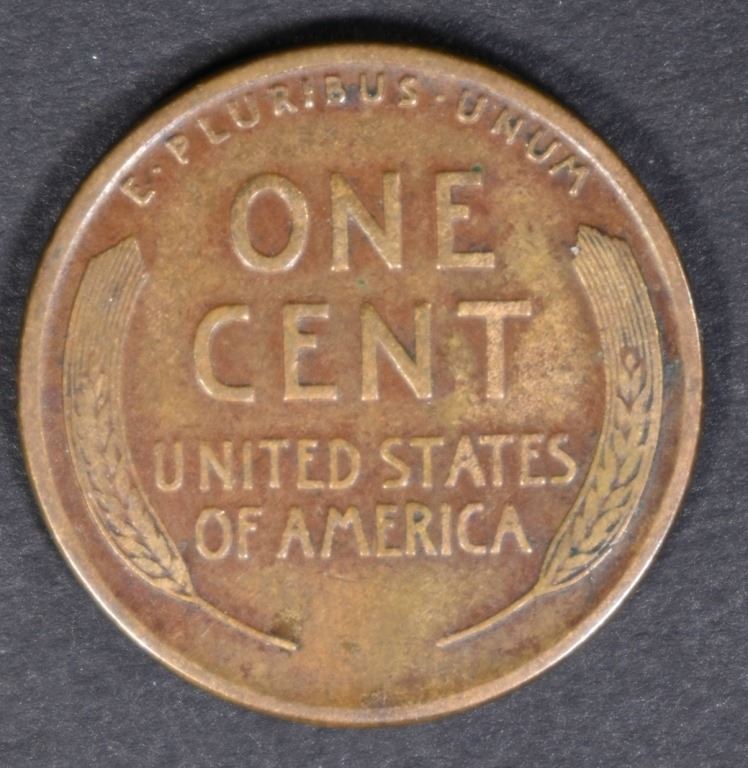 E·PLURIBUS·UNUM
ONE
CENT
UNITED STATES
OF AMERICA